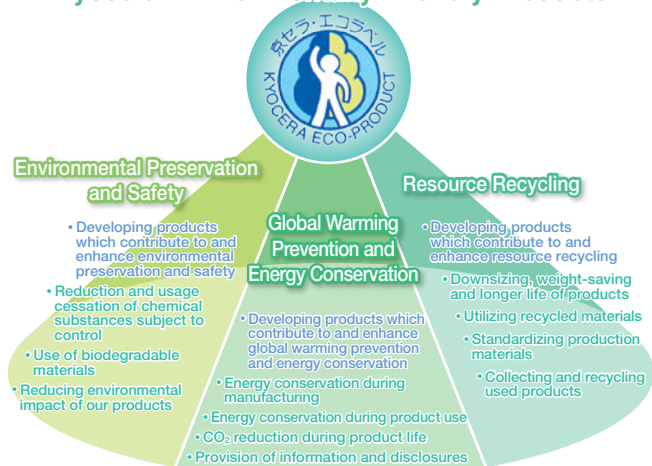 京セラ・エコラベル
KYOCERA ECO-PRODUCT
Environmental Preservation
and Safety
• Developing products
which contribute to and
enhance environmental
preservation and safety
• Reduction and usage
cessation of chemical
substances subject to
control
• Use of biodegradable
materials
• Reducing environmental
impact of our products
Global Warming
Prevention and
Energy Conservation
• Developing products which
contribute to and enhance
global warming prevention
and energy conservation
• Energy conservation during
manufacturing
• Energy conservation during product use
• CO₂ reduction during product life
• Provision of information and disclosures
Resource Recycling
• Developing products
which contribute to and
enhance resource recycling
• Downsizing, weight-saving
and longer life of products
• Utilizing recycled materials
• Standardizing production
materials
• Collecting and recycling
used products